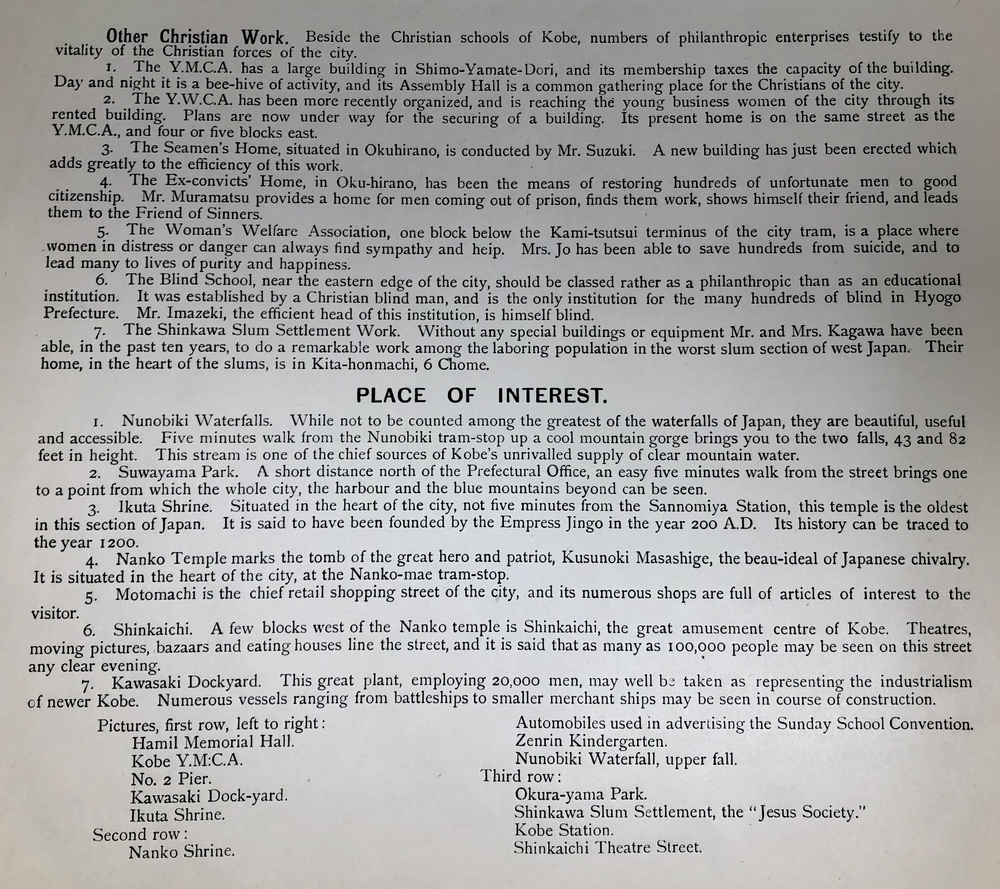 Other Christian Work. Beside the Christian schools of Kobe, numbers of philanthropic enterprises testify to the
vitality of the Christian forces of the city.
1. The Y.M.C.A. has a large building in Shimo-Yamate-Dori, and its membership taxes the capacity of the building.
Day and night it is a bee-hive of activity, and its Assembly Hall is a common gathering place for the Christians of the city.
2. The Y.W.C.A. has been more recently organized, and is reaching the young business women of the city through its
rented building. Plans are now under way for the securing of a building. Its present home is on the same street as the
Y.M.C.A., and four or five blocks east.
3. The Seamen's Home, situated in Okuhirano, is conducted by Mr. Suzuki. A new building has just been erected which
adds greatly to the efficiency of this work.
4. The Ex-convicts' Home, in Oku-hirano, has been the means of restoring hundreds of unfortunate men to good
citizenship. Mr. Muramatsu provides a home for men coming out of prison, finds them work, shows himself their friend, and leads
them to the Friend of Sinners.
5. The Woman's Welfare Association, one block below the Kami-tsutsui terminus of the city tram, is a place where
women in distress or danger can always find sympathy and help. Mrs. Jo has been able to save hundreds from suicide, and to
lead many to lives of purity and happiness.
6. The Blind School, near the eastern edge of the city, should be classed rather as a philanthropic than as an educational
institution. It was established by a Christian blind man, and is the only institution for the many hundreds of blind in Hyogo
Prefecture. Mr. Imazeki, the efficient head of this institution, is himself blind.
7. The Shinkawa Slum Settlement Work. Without any special buildings or equipment Mr. and Mrs. Kagawa have been
able, in the past ten years, to do a remarkable work among the laboring population in the worst slum section of west Japan. Their
home, in the heart of the slums, is in Kita-honmachi, 6 Chome.
PLACE OF INTEREST.
1. Nunobiki Waterfalls. While not to be counted among the greatest of the waterfalls of Japan, they are beautiful, useful
and accessible. Five minutes walk from the Nunobiki tram-stop up a cool mountain gorge brings you to the two falls, 43 and 82
feet in height. This stream is one of the chief sources of Kobe's unrivalled supply of clear mountain water.
2. Suwayama Park. A short distance north of the Prefectural Office, an easy five minutes walk from the street brings one
to a point from which the whole city, the harbour and the blue mountains beyond can be seen.
3. Ikuta Shrine. Situated in the heart of the city, not five minutes from the Sannomiya Station, this temple is the oldest
in this section of Japan. It is said to have been founded by the Empress Jingo in the year 200 A.D. Its history can be traced to
the year 1200.
4. Nanko Temple marks the tomb of the great hero and patriot, Kusunoki Masashige, the beau-ideal of Japanese chivalry.
It is situated in the heart of the city, at the Nanko-mae tram-stop.
5. Motomachi is the chief retail shopping street of the city, and its numerous shops are full of articles of interest to the
visitor.
6. Shinkaichi. A few blocks west of the Nanko temple is Shinkaichi, the great amusement centre of Kobe. Theatres,
moving pictures, bazaars and eating houses line the street, and it is said that as many as 100,000 people may be seen on this street
any clear evening.
7. Kawasaki Dockyard. This great plant, employing 20,000 men, may well be taken as representing the industrialism
of newer Kobe. Numerous vessels ranging from battleships to smaller merchant ships may be seen in course of construction.
Pictures, first row, left to right:
Hamil Memorial Hall.
Kobe Y.M.C.A.
No. 2 Pier.
Kawasaki Dock-yard.
Ikuta Shrine.
Second row:
Nanko Shrine.
Automobiles used in advertising the Sunday School Convention.
Zenrin Kindergarten.
Nunobiki Waterfall, upper fall.
Third row:
Okura-yama Park.
Shinkawa Slum Settlement, the "Jesus Society."
Kobe Station.
Shinkaichi Theatre Street.